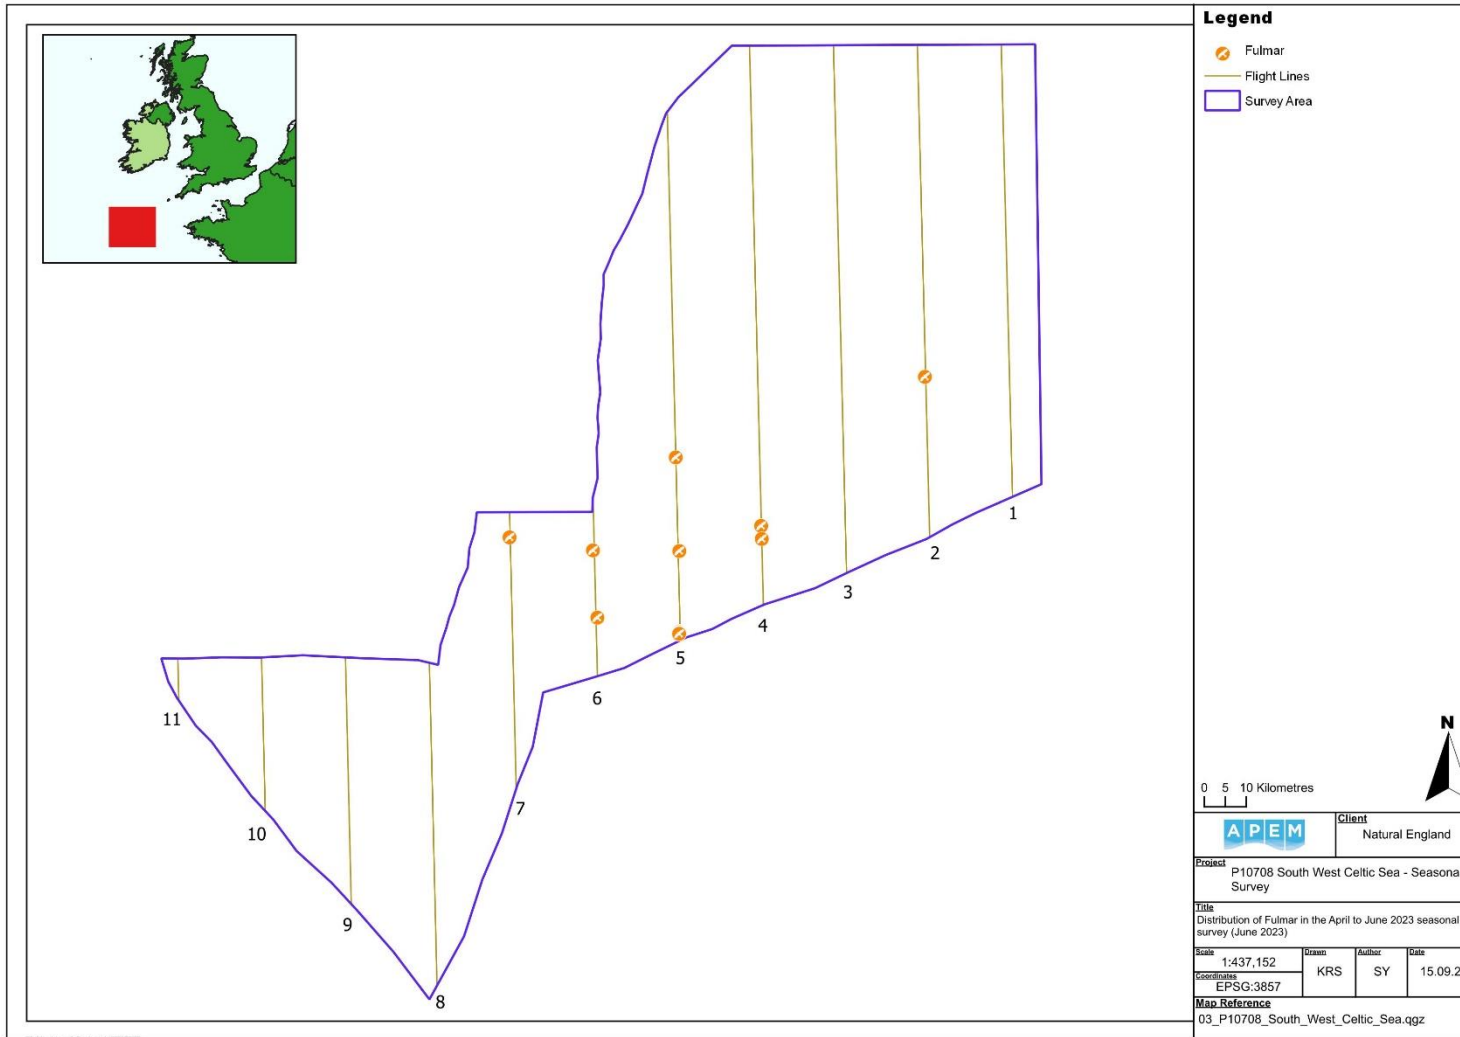 Legend
Fulmar
Flight Lines
Survey Area
1
2
3
4
5
6
7
8
9
10
11
N
0 5 10 Kilometres
APEM
Client
Natural England
Project
P10708 South West Celtic Sea - Seasona
Survey
Title
Distribution of Fulmar in the April to June 2023 seasonal
survey (June 2023)
Scale
1:437,152
Drawn
KRS
Author
SY
Date
15.09.2
Coordinates
EPSG:3857
Map Reference
03_P10708_South_West_Celtic_Sea.qgz